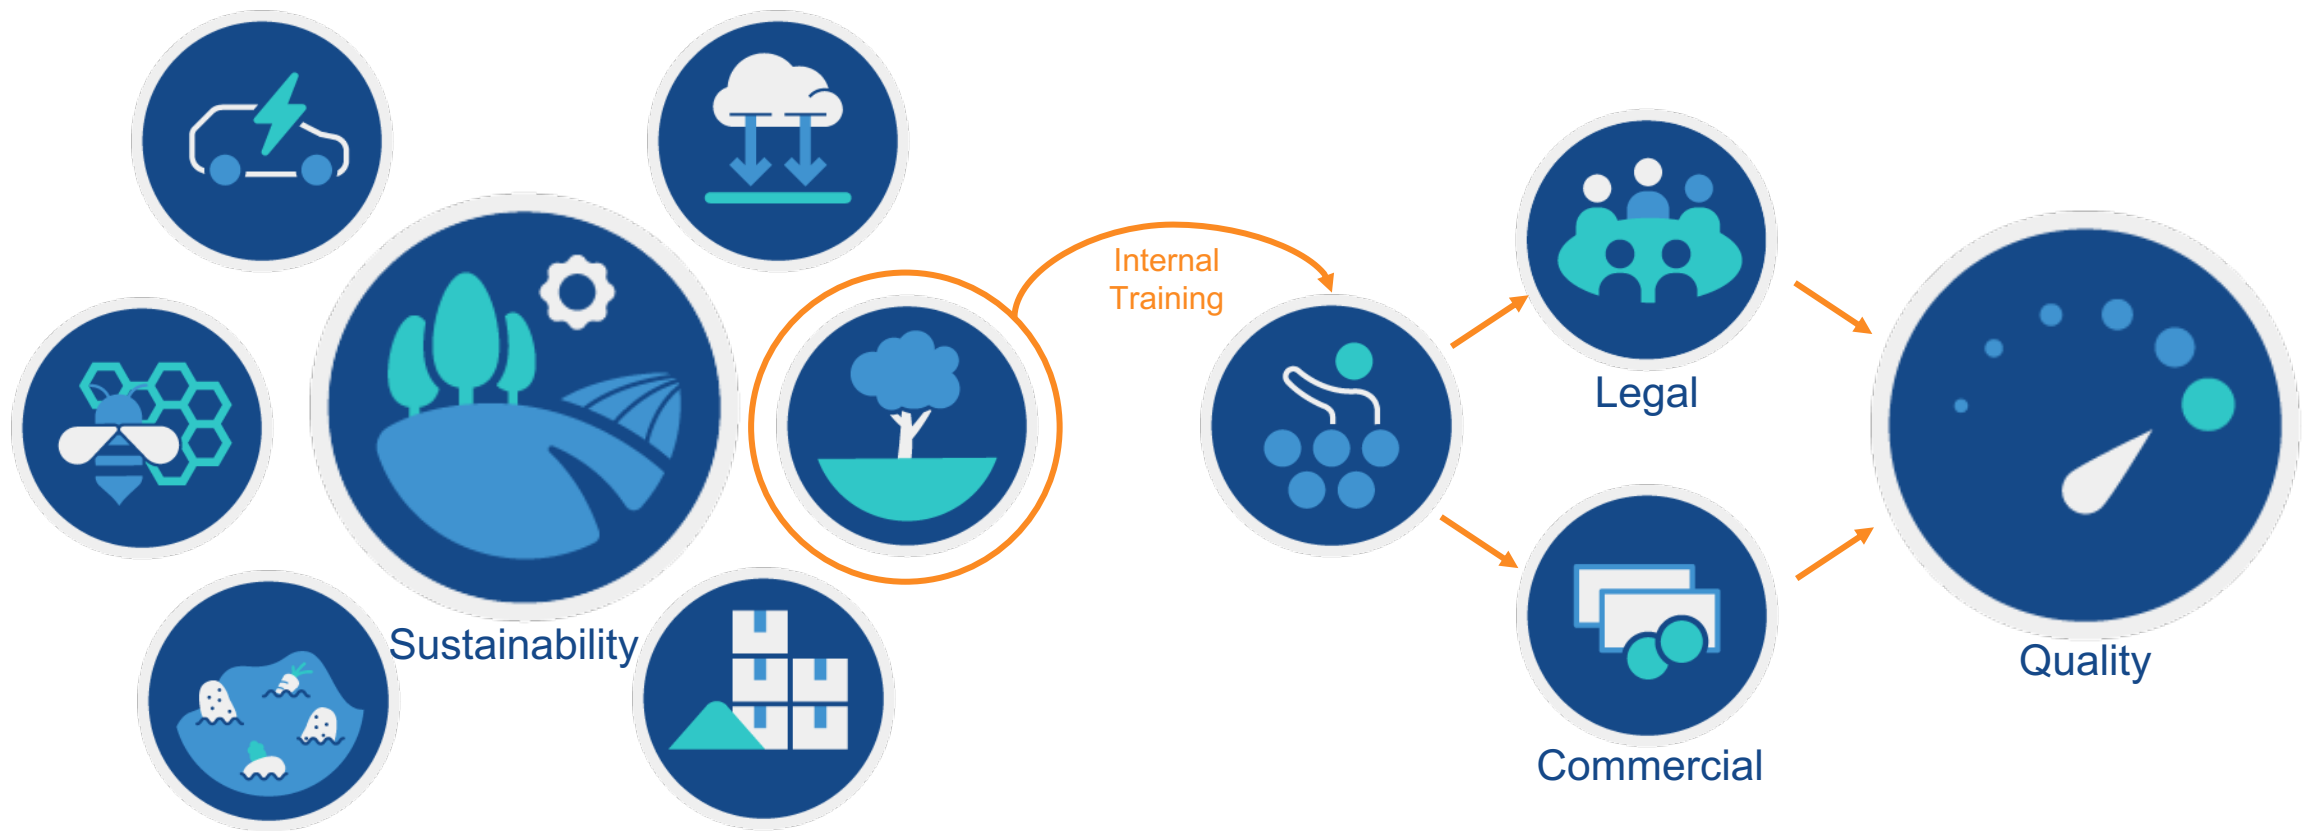 Internal
Training
Legal
Sustainability
Quality
Commercial